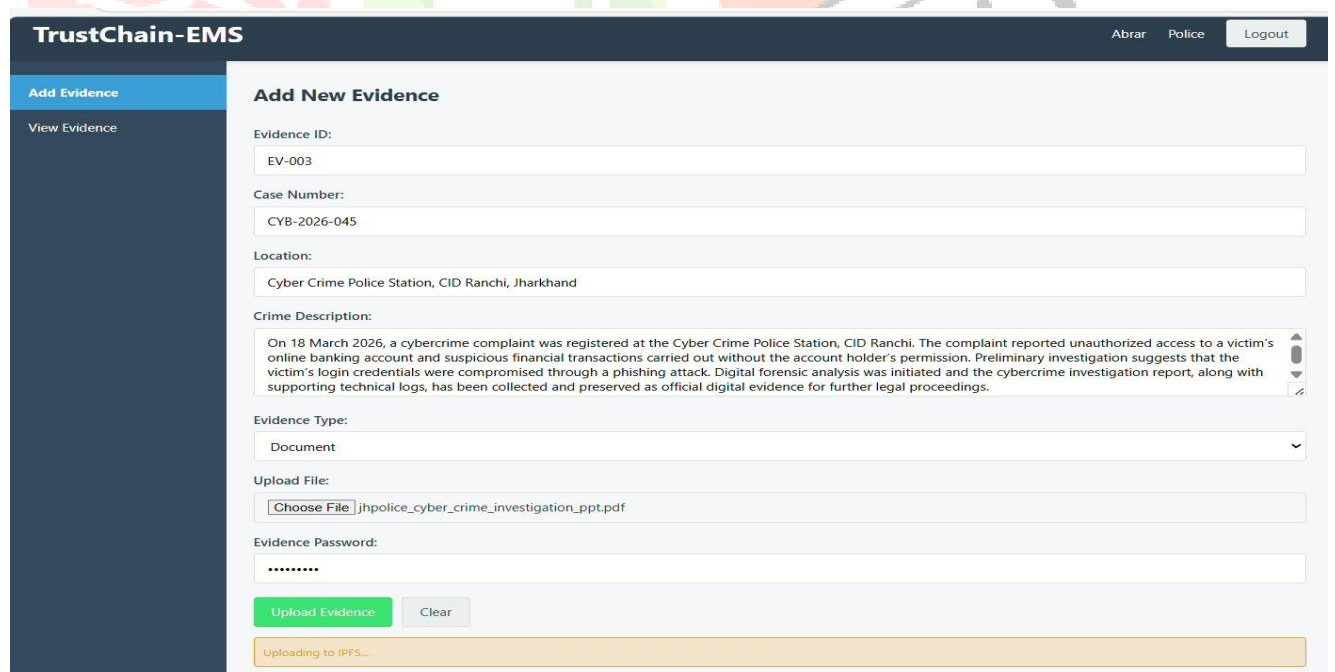 TrustChain-EMS
Abrar Police Logout
Add Evidence
View Evidence
Add New Evidence
Evidence ID:
EV-003
Case Number:
CYB-2026-045
Location:
Cyber Crime Police Station, CID Ranchi, Jharkhand
Crime Description:
On 18 March 2026, a cybercrime complaint was registered at the Cyber Crime Police Station, CID Ranchi. The complaint reported unauthorized access to a victim's
online banking account and suspicious financial transactions carried out without the account holder's permission. Preliminary investigation suggests that the
victim's login credentials were compromised through a phishing attack. Digital forensic analysis was initiated and the cybercrime investigation report, along with
supporting technical logs, has been collected and preserved as official digital evidence for further legal proceedings.
Evidence Type:
Document
Upload File:
Choose File jhpolice_cyber_crime_investigation_ppt.pdf
Evidence Password:
•••••••••
Upload Evidence Clear
Uploading to IPFS...